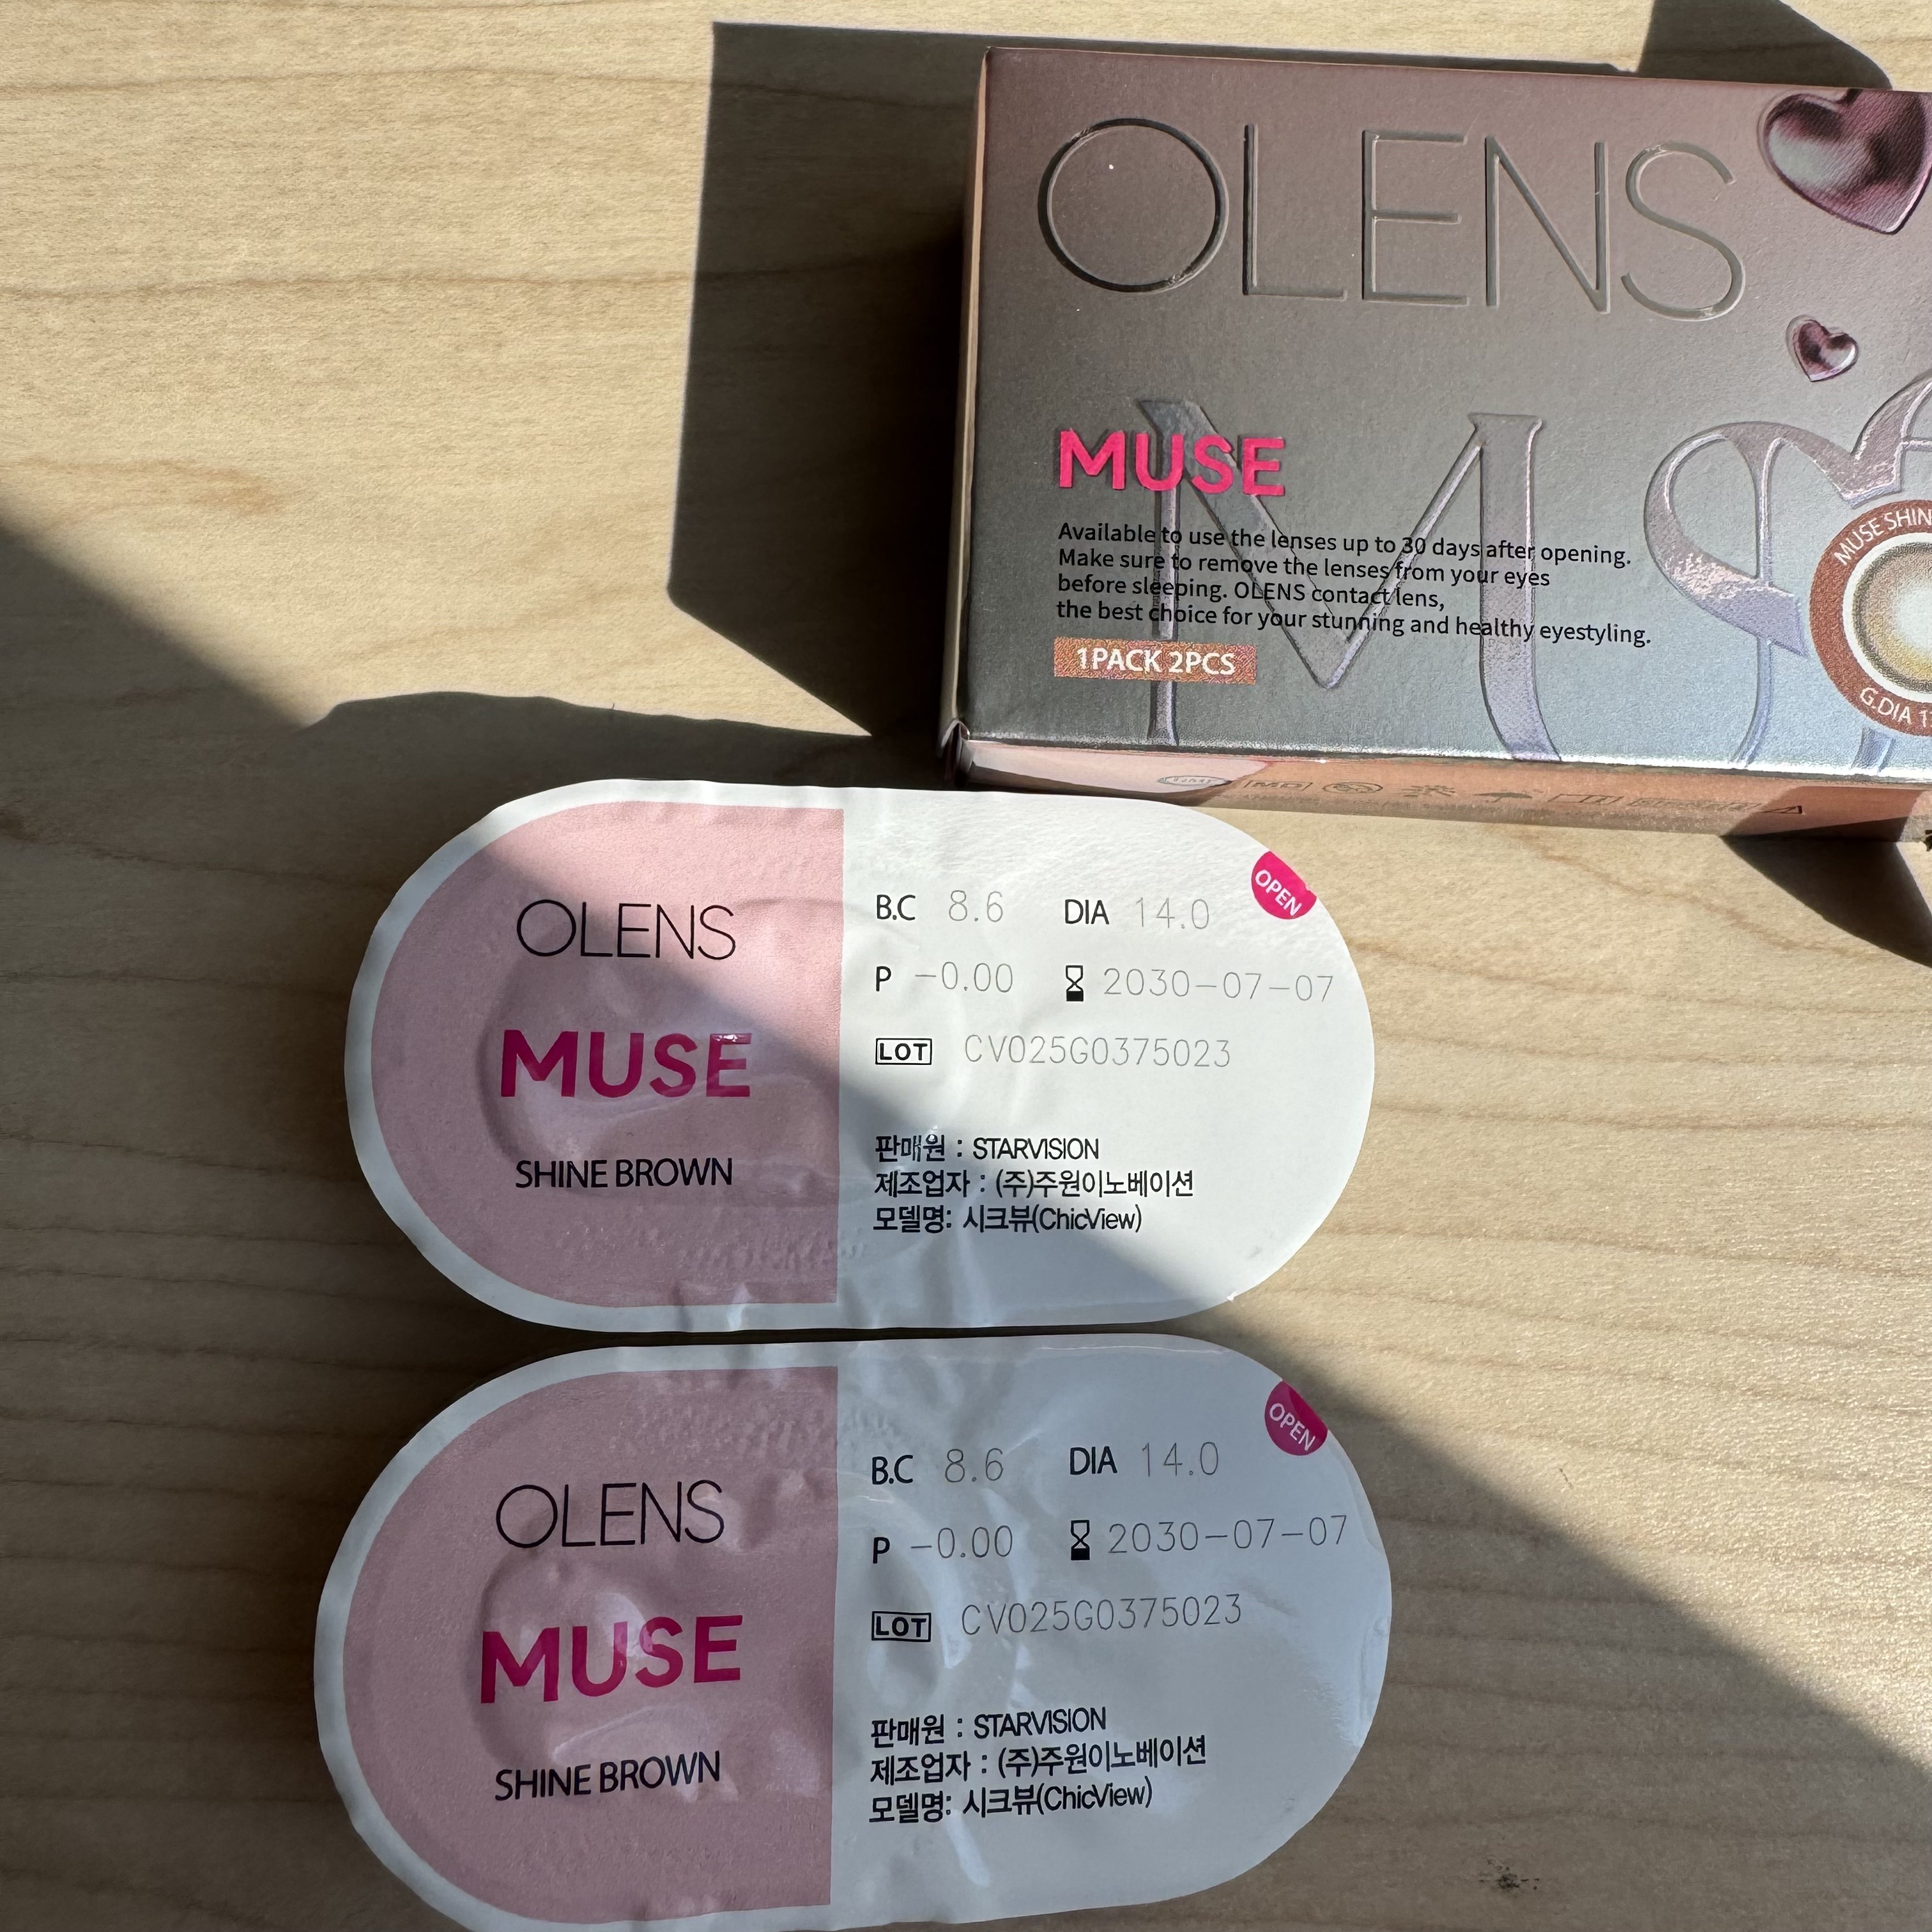 OLENS
MUSE
Available to use the lenses up to 30 days after opening.
Make sure to remove the lenses from your eyes
before sleeping. OLENS contact lens,
the best choice for your stunning and healthy eyestyling.
1PACK 2PCS
MUSE SHIN
G.DIA
OLENS
MUSE
SHINE BROWN
B.C 8.6 DIA 14.0
OPEN
P -0.00 2030-07-07
LOT CV025G0375023
판매원 : STARVISION
제조업자 : (주)주원이노베이션
모델명: 시크뷰(ChicView)
OLENS
MUSE
SHINE BROWN
B.C 8.6 DIA 14.0
OPEN
P -0.00 2030-07-07
LOT CV025G0375023
판매원 : STARVISION
제조업자 : (주)주원이노베이션
모델명: 시크뷰(ChicView)